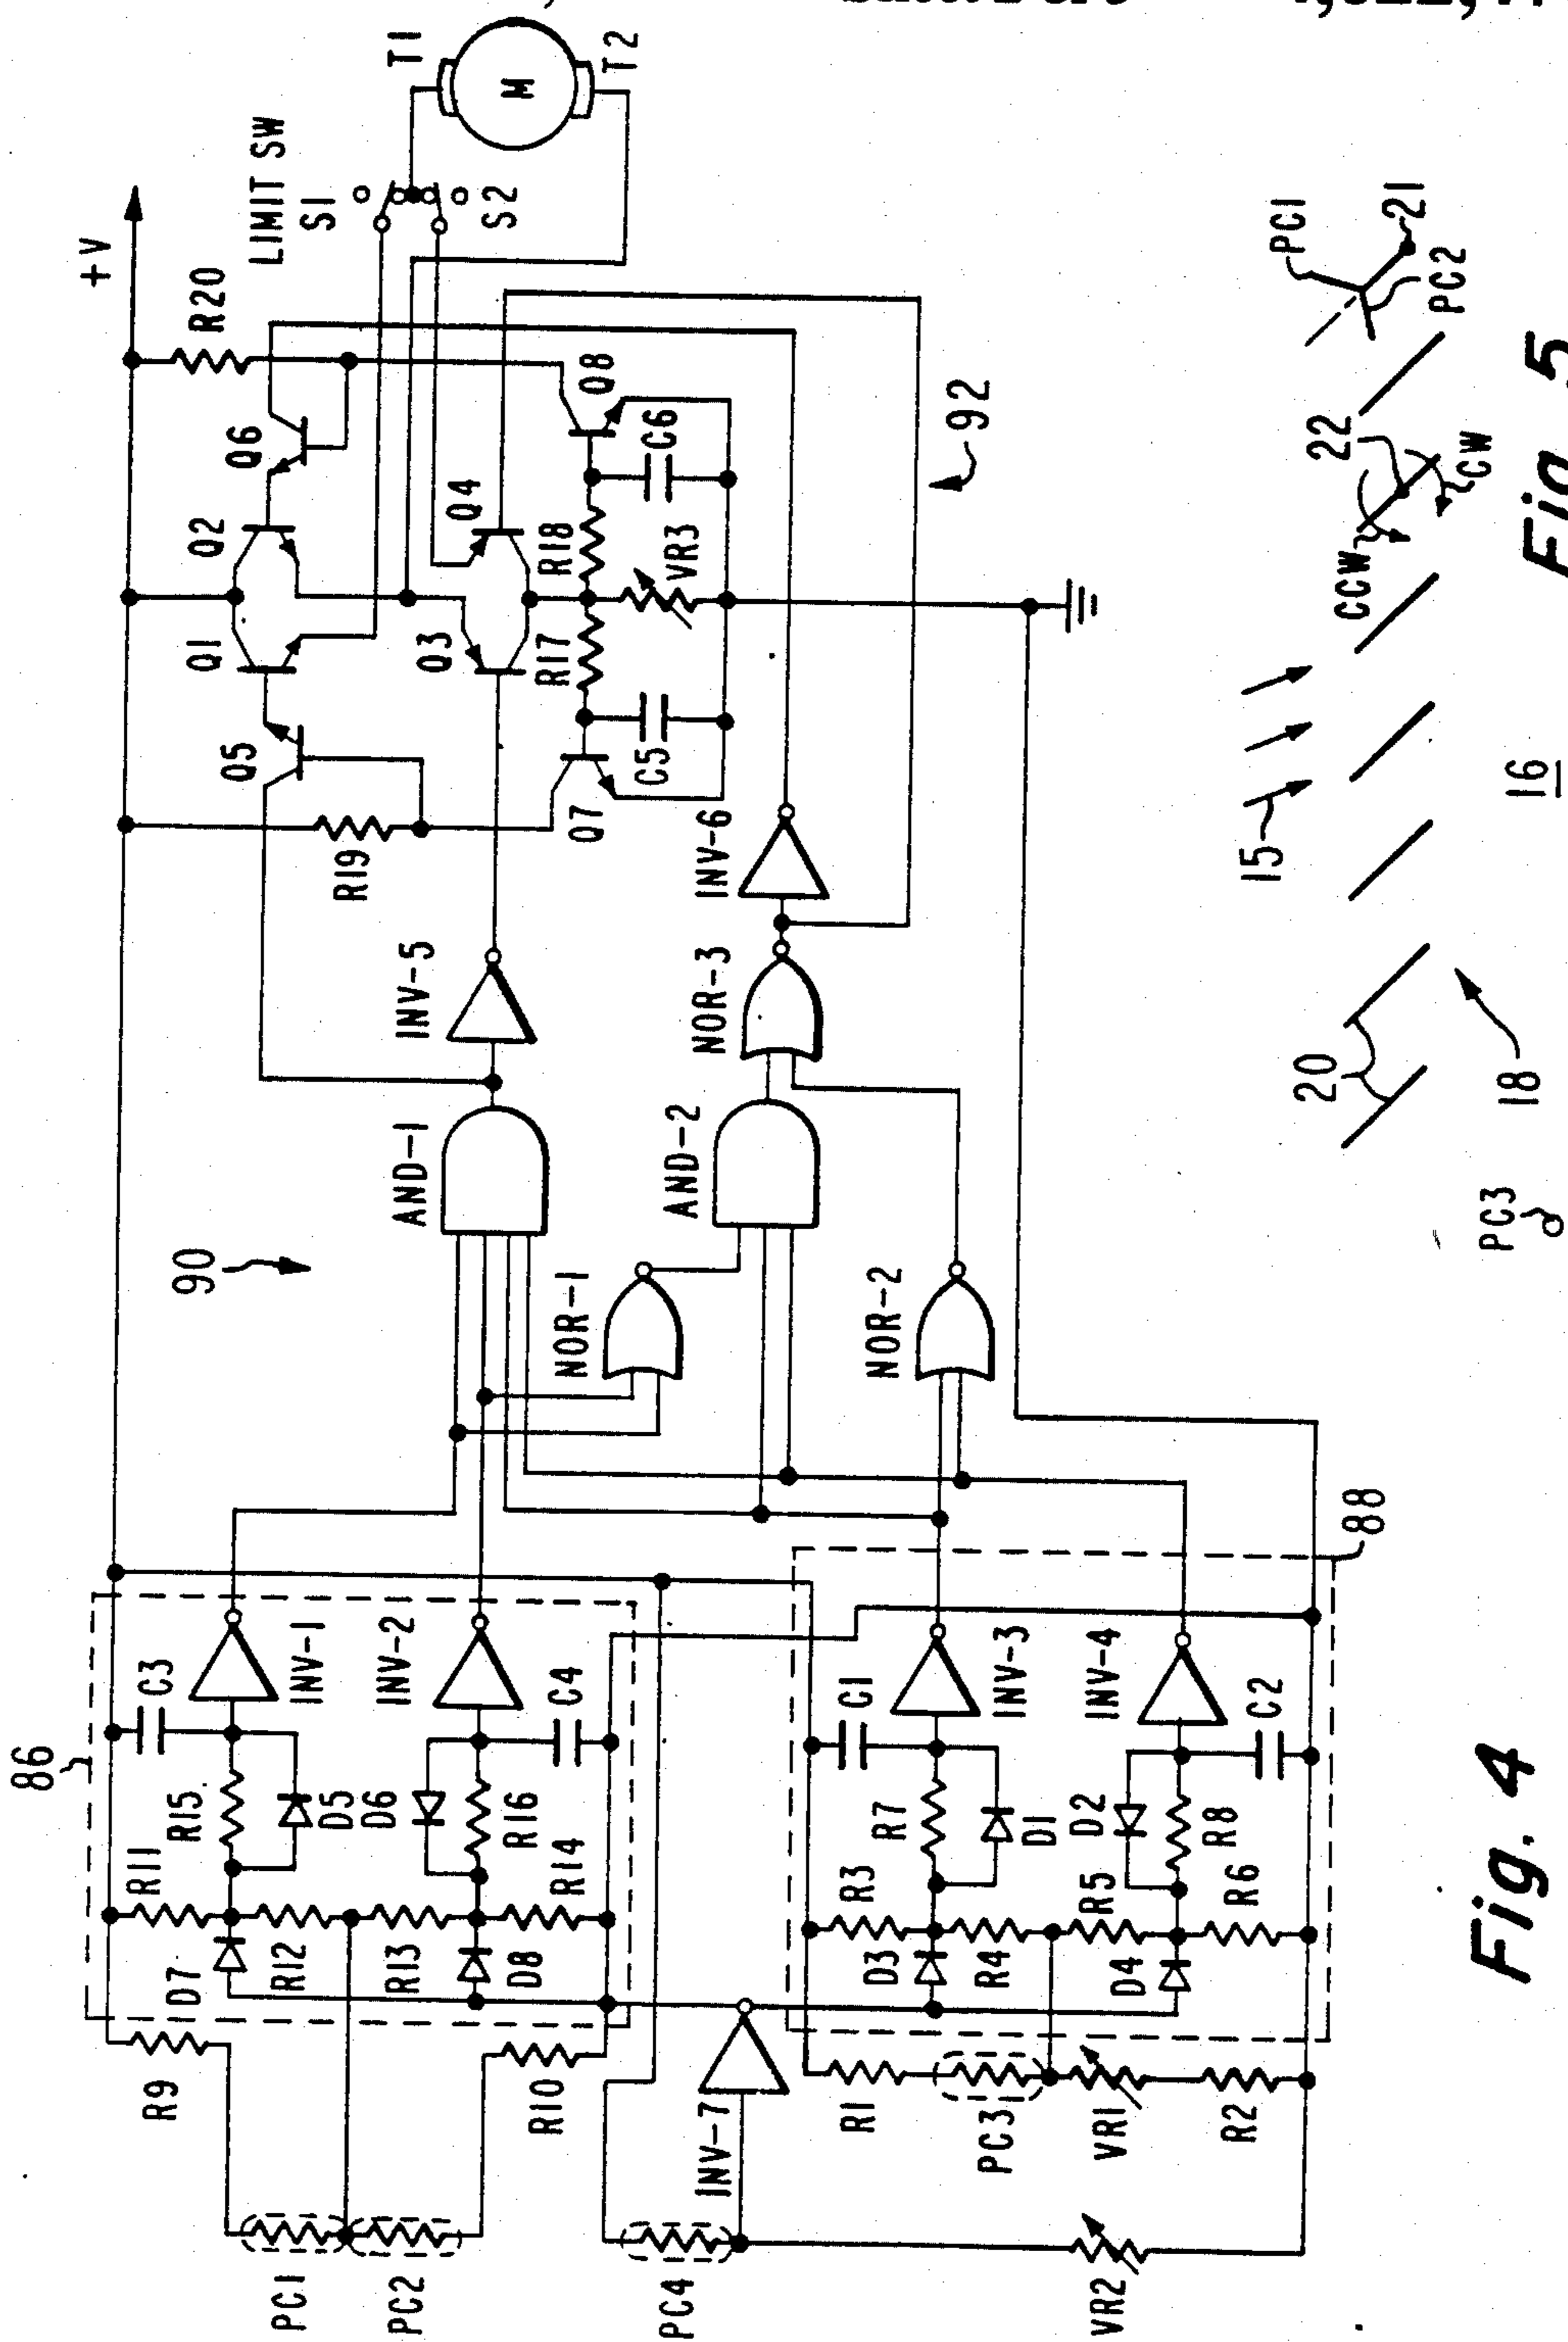 +V
LIMIT SW
S1
S2
T1
T2
M
R20
Q6
Q2
Q1
Q5
R19
Q4
Q3
Q8
C6
R18
VR3
R17
C5
Q7
92
INV-5
INV-6
NOR-3
AND-1
AND-2
90
NOR-1
NOR-2
86
C3
INV-1
INV-2
C4
R15
D5
D6
R16
R11
R14
D7
R12
R13
D8
R9
R10
PC1
PC2
88
C1
INV-3
INV-4
C2
R7
D1
D2
R8
R3
R5
R6
D3
R4
D4
INV-7
R1
PC3
VR1
R2
PC4
VR2
Fig. 4
PC1
21
PC2
22
CCW
CW
15
16
20
18
PC3
Fig. 5